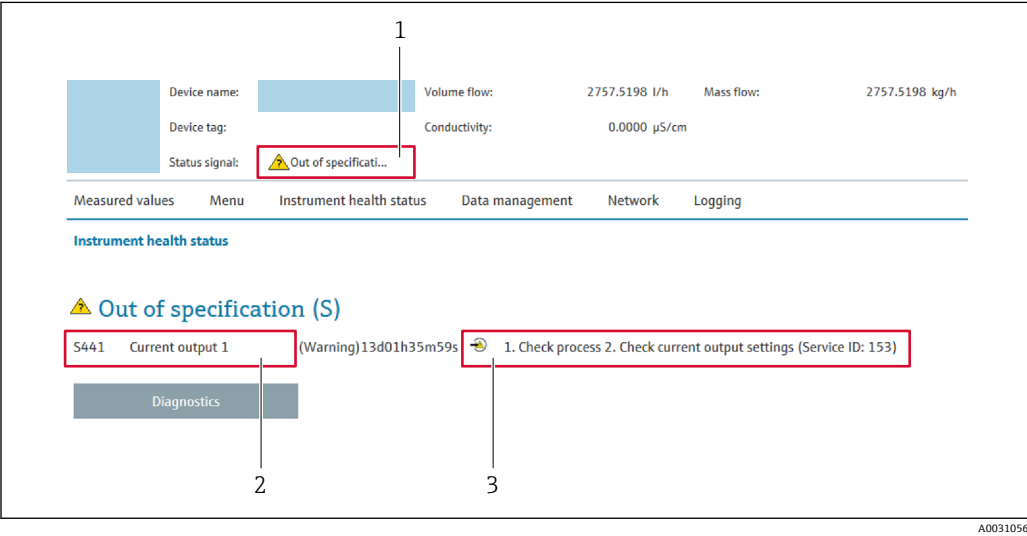 1
Device name: Volume flow: 2757.5198 l/h Mass flow: 2757.5198 kg/h
Device tag: Conductivity: 0.0000 µS/cm
Status signal: Out of specificati...
Measured values Menu Instrument health status Data management Network Logging
Instrument health status
Out of specification (S)
S441 Current output 1 (Warning)13d01h35m59s 1. Check process 2. Check current output settings (Service ID: 153)
Diagnostics
2 3
A0031056